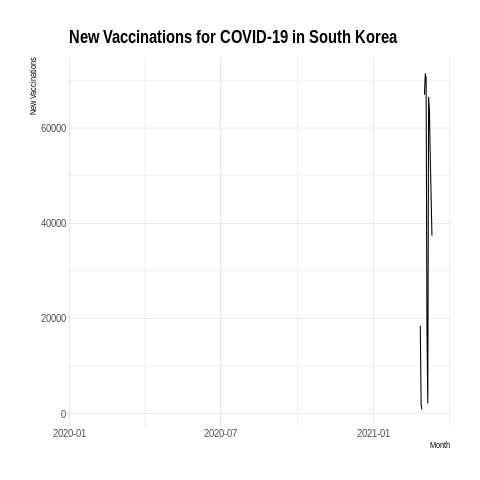 New Vaccinations for COVID-19 in South Korea
New Vaccinations
60000
40000
20000
0
2020-01 2020-07 2021-01
Month